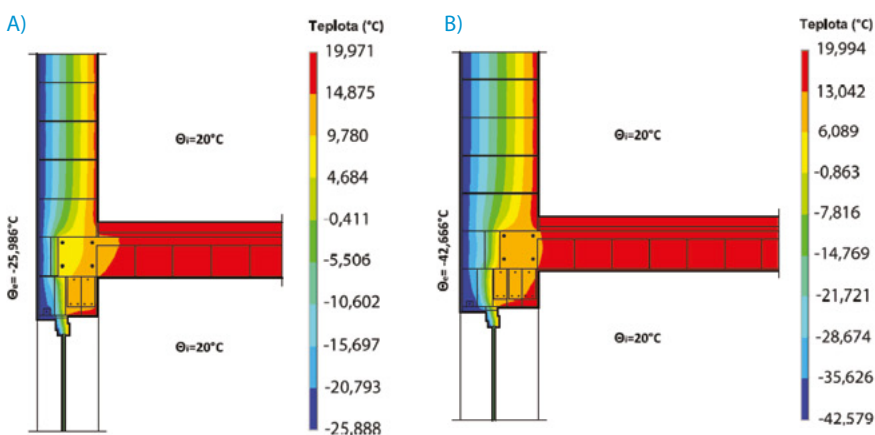 A)
Teplota (°C)
19,971
14,875
9,780
4,684
-0,411
-5,506
-10,602
-15,697
-20,793
-25,888
Θi=20°C
Θe= -25,986°C
Θi=20°C
B)
Teplota (°C)
19,994
13,042
6,089
-0,863
-7,816
-14,769
-21,721
-28,674
-35,626
-42,579
Θi=20°C
Θe= -42,666°C
Θi=20°C